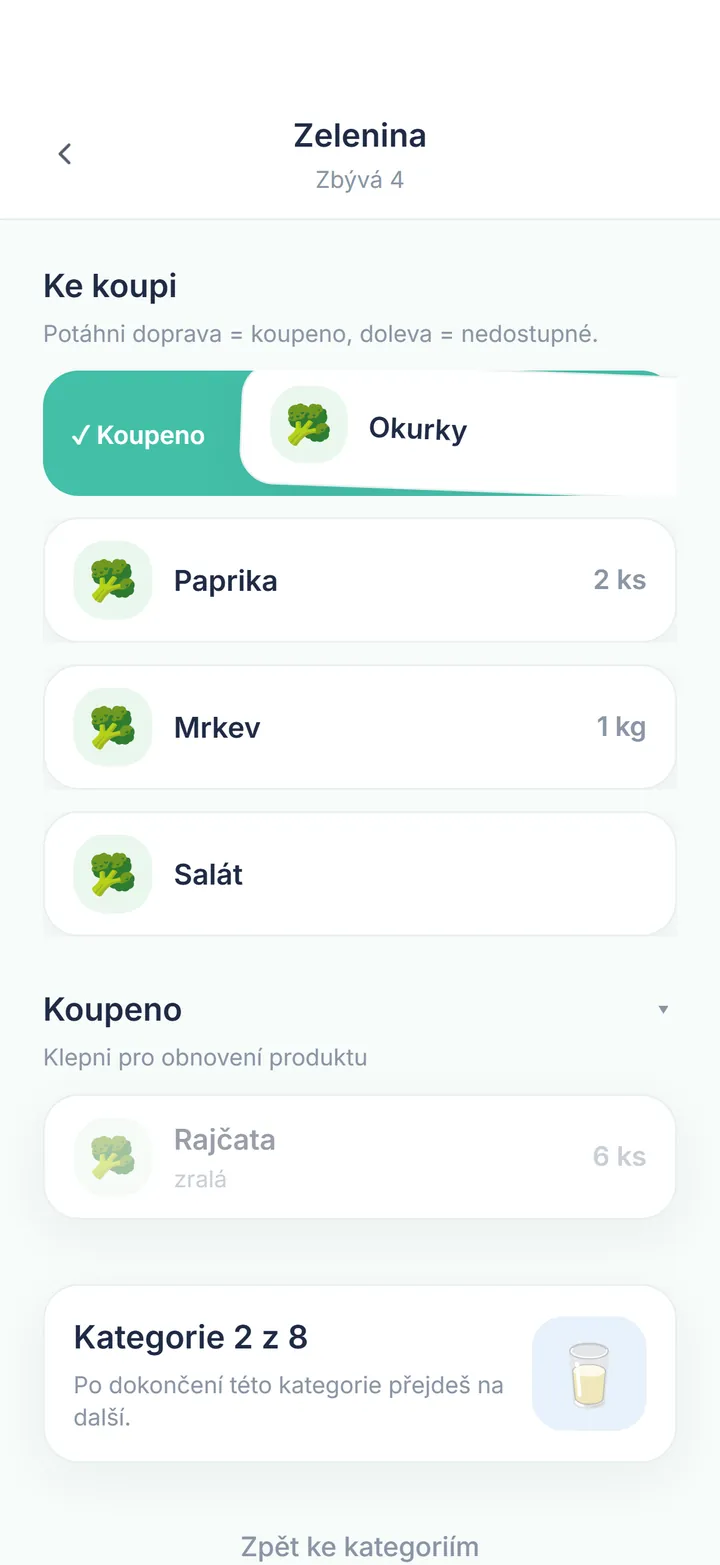 Zelenina
Zbývá 4
Ke koupi
Potáhni doprava = koupeno, doleva = nedostupné.
✓ Koupeno
Okurky
Paprika
2 ks
Mrkev
1 kg
Salát
Koupeno
Klepni pro obnovení produktu
Rajčata
6 ks
zralá
Kategorie 2 z 8
Po dokončení této kategorie přejdeš na
další.
Zpět ke kategoriím